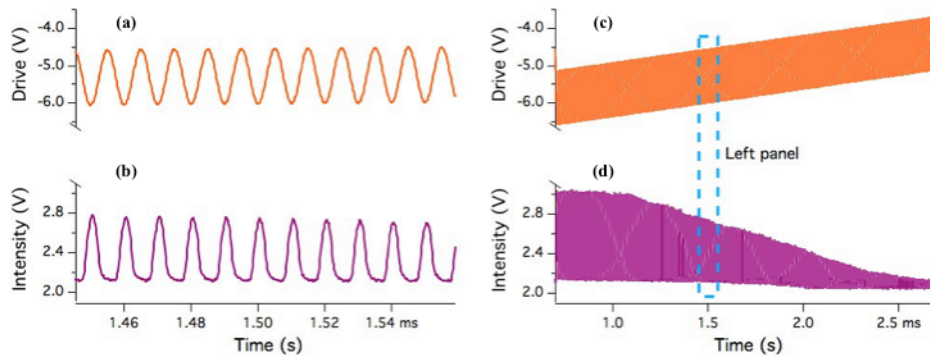 (a)
Drive (V)
-4.0
-5.0
-6.0
(c)
Drive (V)
-4.0
-5.0
-6.0
Left panel
(b)
Intensity (V)
2.8
2.4
2.0
1.46 1.48 1.50 1.52 1.54 ms
Time (s)
(d)
Intensity (V)
2.8
2.4
2.0
1.0 1.5 2.0 2.5 ms
Time (s)